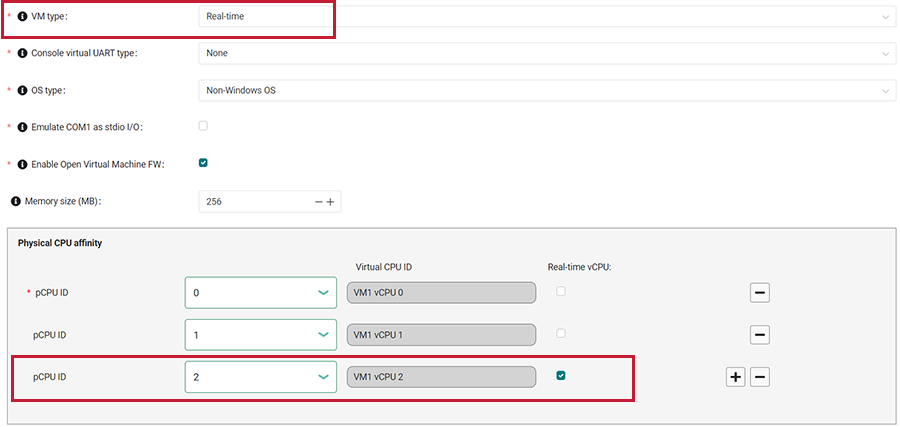 * VM type: Real-time
* Console virtual UART type: None
* OS type: Non-Windows OS
* Emulate COM1 as stdio I/O:
* Enable Open Virtual Machine FW:
Memory size (MB): 256
Physical CPU affinity
Virtual CPU ID Real-time vCPU:
* pCPU ID 0 VM1 vCPU 0
pCPU ID 1 VM1 vCPU 1
pCPU ID 2 VM1 vCPU 2